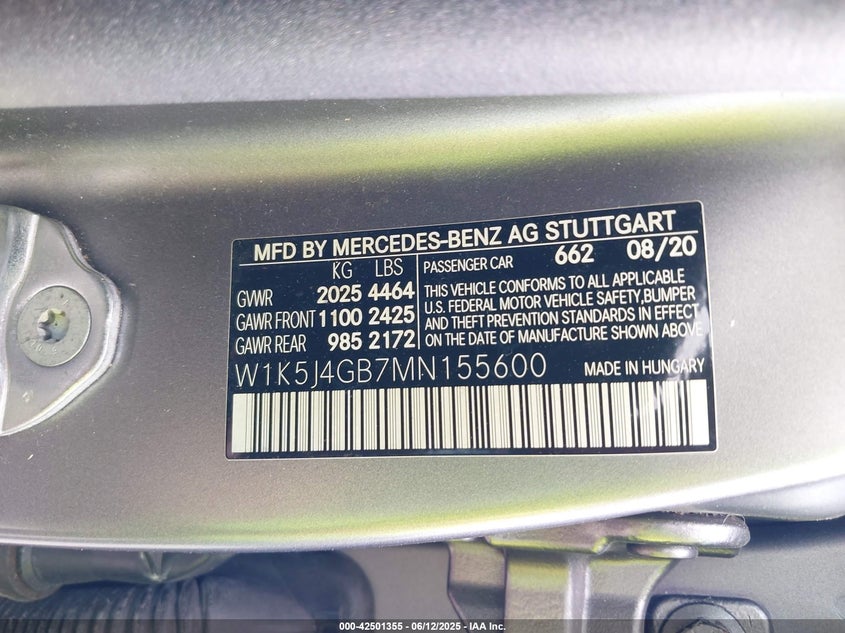 MFD BY MERCEDES-BENZ AG STUTTGART
KG LBS
GVWR 2025 4464
GAWR FRONT 1100 2425
GAWR REAR 985 2172
PASSENGER CAR 662 08/20
THIS VEHICLE CONFORMS TO ALL APPLICABLE
U.S. FEDERAL MOTOR VEHICLE SAFETY, BUMPER
AND THEFT PREVENTION STANDARDS IN EFFECT
ON THE DATE OF MANUFACTURE SHOWN ABOVE.
W1K5J4GB7MN155600 MADE IN HUNGARY
000-42501355 | 06/12/2025 - IAA Inc.